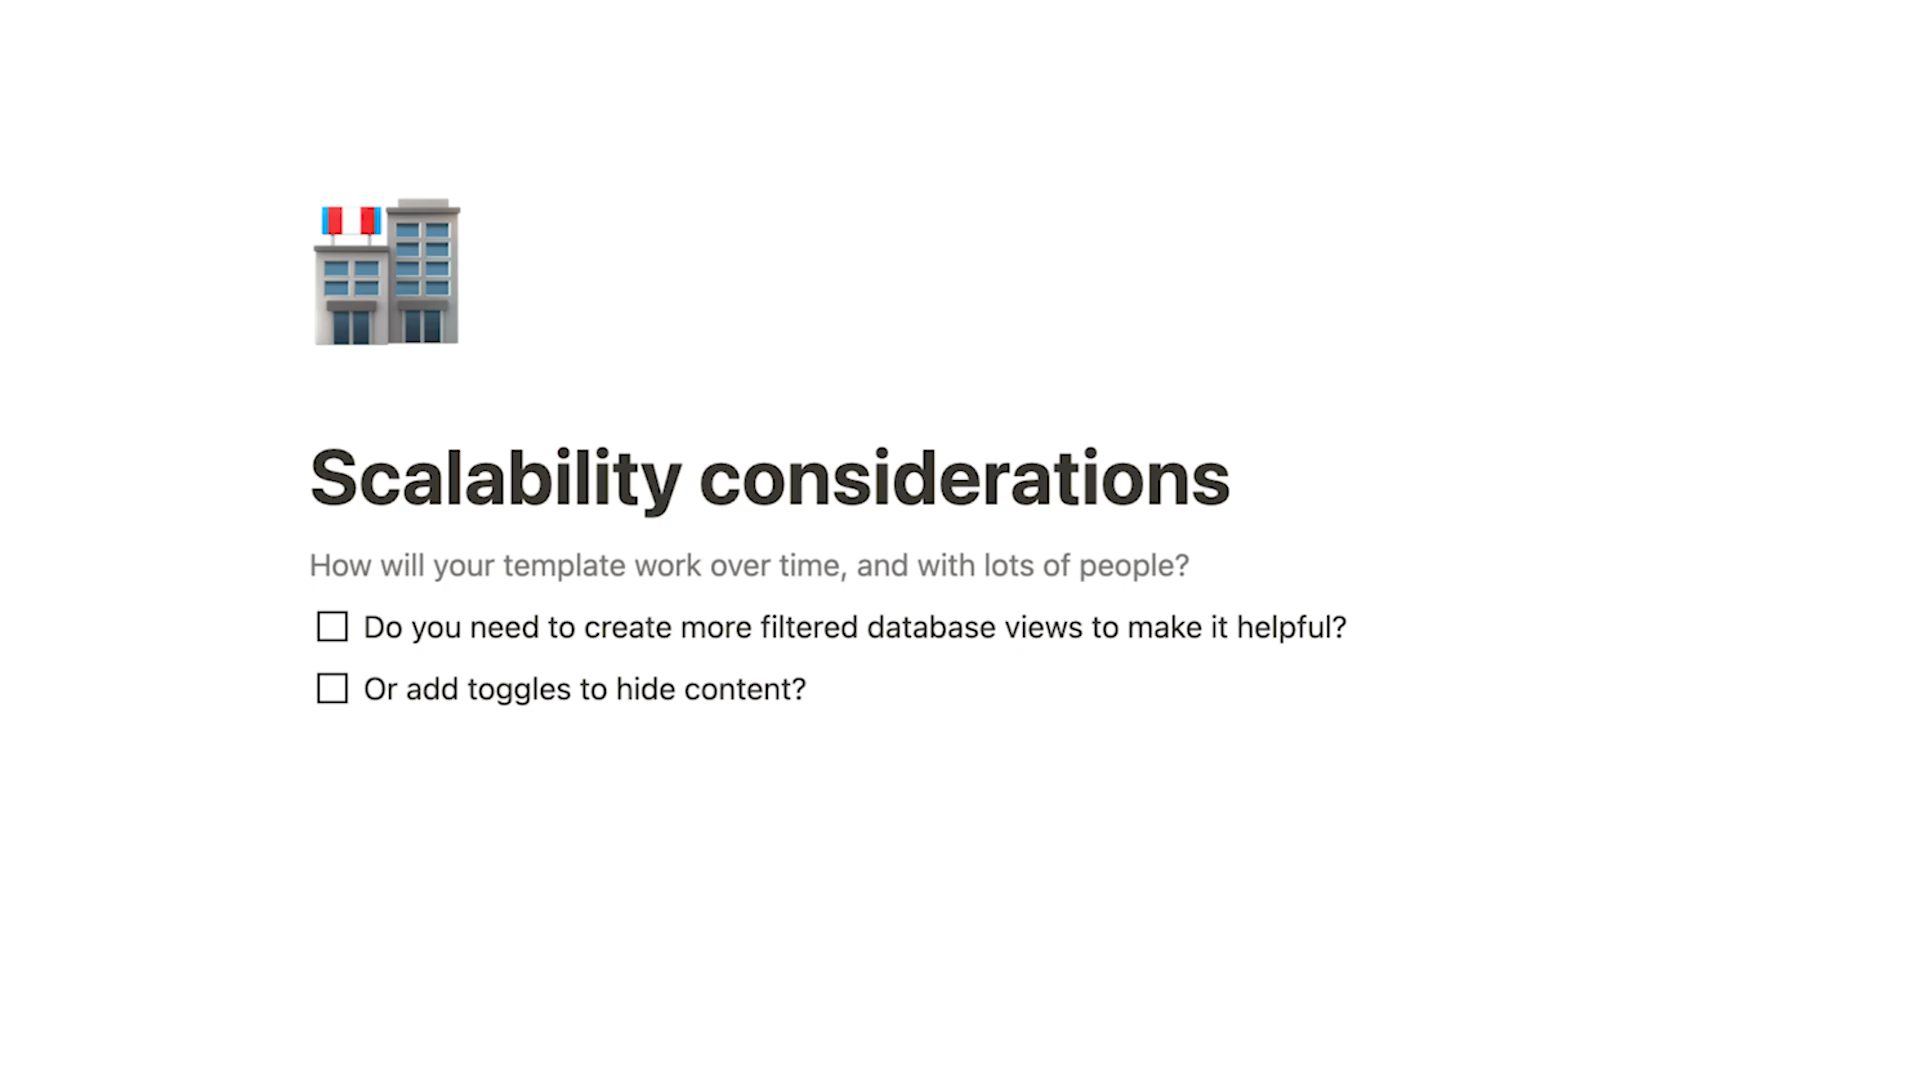 Scalability considerations
How will your template work over time, and with lots of people?
Do you need to create more filtered database views to make it helpful?
Or add toggles to hide content?